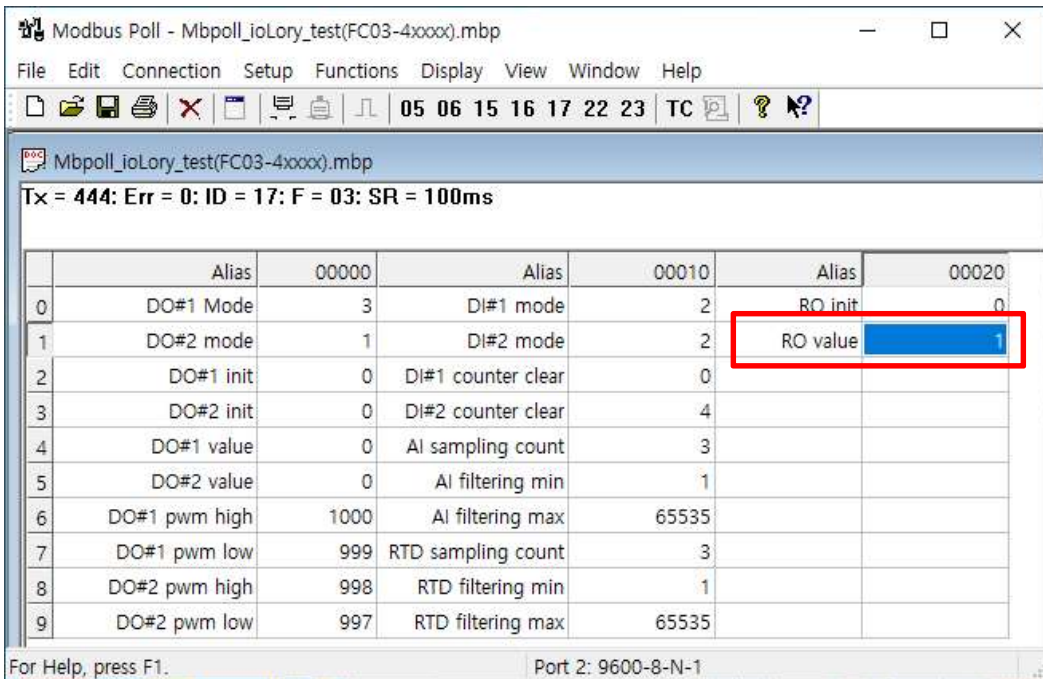 Modbus Poll - Mbpoll_ioLory_test(FC03-4xxxx).mbp
File Edit Connection Setup Functions Display View Window Help
05 06 15 16 17 22 23 TC
Mbpoll_ioLory_test(FC03-4xxxx).mbp
Tx = 444: Err = 0: ID = 17: F = 03: SR = 100ms
Alias 00000 Alias 00010 Alias 00020
0 DO#1 Mode 3 DI#1 mode 2 RO init 0
1 DO#2 mode 1 DI#2 mode 2 RO value 1
2 DO#1 init 0 DI#1 counter clear 0
3 DO#2 init 0 DI#2 counter clear 4
4 DO#1 value 0 AI sampling count 3
5 DO#2 value 0 AI filtering min 1
6 DO#1 pwm high 1000 AI filtering max 65535
7 DO#1 pwm low 999 RTD sampling count 3
8 DO#2 pwm high 998 RTD filtering min 1
9 DO#2 pwm low 997 RTD filtering max 65535
For Help, press F1. Port 2: 9600-8-N-1